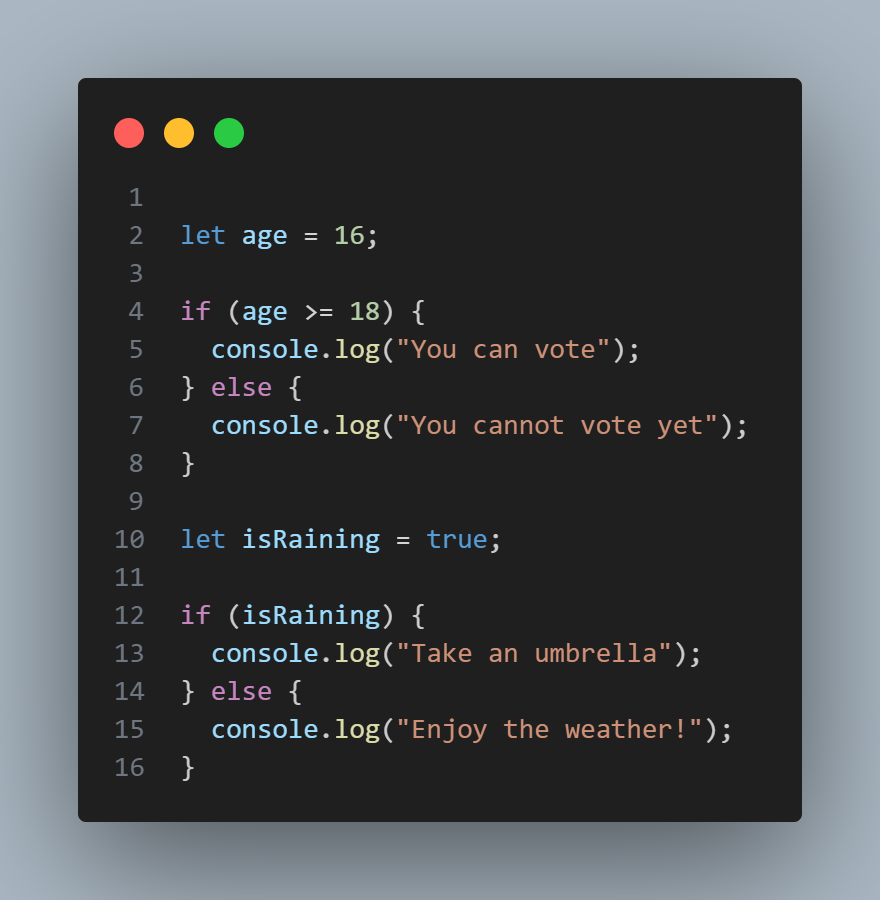 1
2 let age = 16;
3
4 if (age >= 18) {
5   console.log("You can vote");
6 } else {
7   console.log("You cannot vote yet");
8 }
9
10 let isRaining = true;
11
12 if (isRaining) {
13   console.log("Take an umbrella");
14 } else {
15   console.log("Enjoy the weather!");
16 }